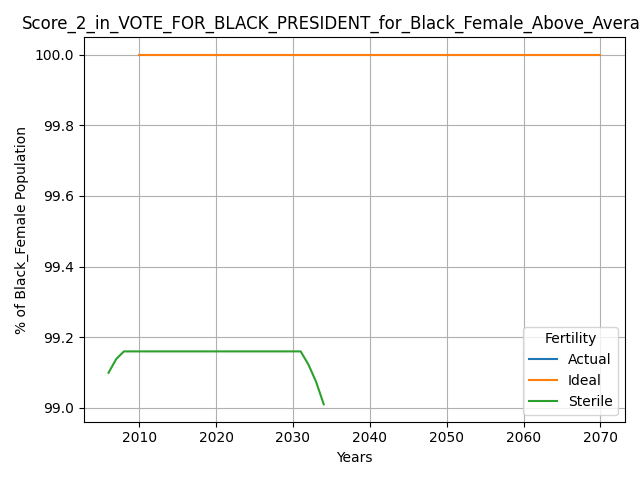 Score_2_in_VOTE_FOR_BLACK_PRESIDENT_for_Black_Female_Above_Avera
100.0
99.8
99.6
99.4
99.2
99.0
% of Black_Female Population
Fertility
Actual
Ideal
Sterile
2010 2020 2030 2040 2050 2060 2070
Years